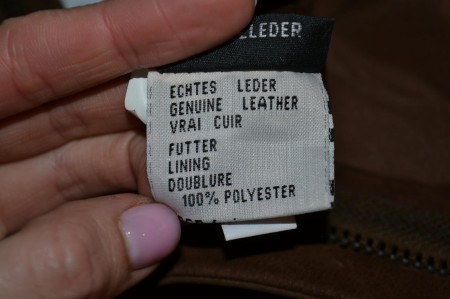 LEDER
ECHTES LEDER
GENUINE LEATHER
VRAI CUIR
FUTTER
LINING
DOUBLURE
100% POLYESTER